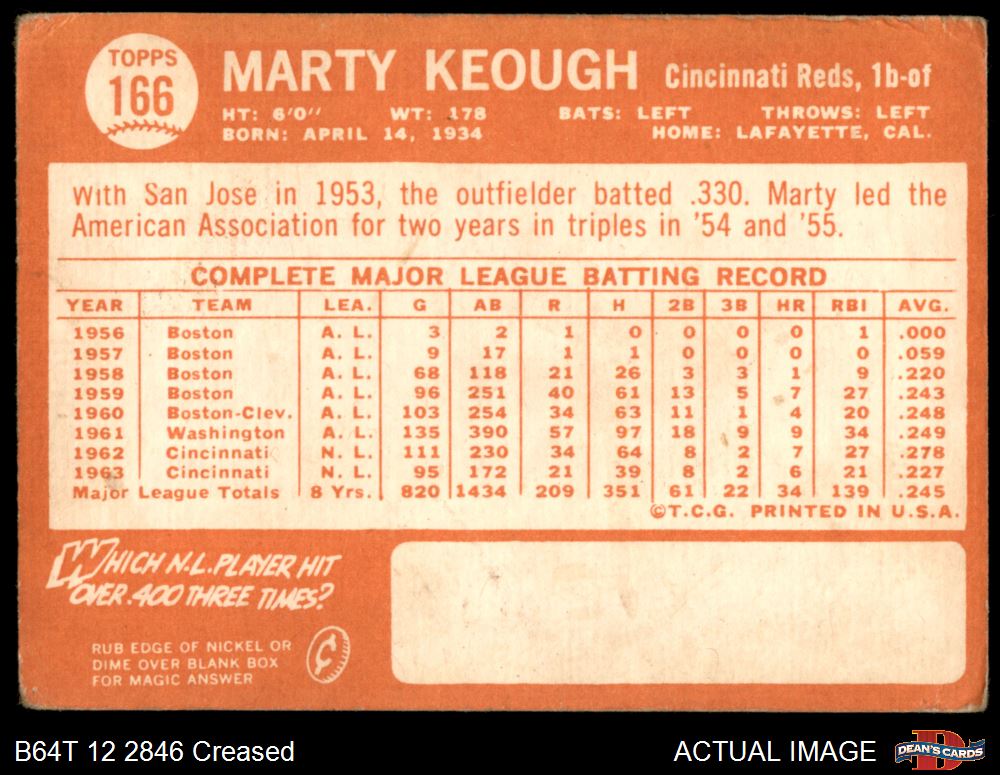 TOPPS
166
MARTY KEOUGH Cincinnati Reds, 1b-of
HT: 6'0" WT: 178 BATS: LEFT THROWS: LEFT
BORN: APRIL 14, 1934 HOME: LAFAYETTE, CAL.
With San Jose in 1953, the outfielder batted .330. Marty led the
American Association for two years in triples in '54 and '55.
COMPLETE MAJOR LEAGUE BATTING RECORD
YEAR TEAM LEA. G AB R H 2B 3B HR RBI AVG.
1956 Boston A. L. 3 2 1 0 0 0 0 1 .000
1957 Boston A. L. 9 17 1 1 0 0 0 0 .059
1958 Boston A. L. 68 118 21 26 3 3 1 9 .220
1959 Boston A. L. 96 251 40 61 13 5 7 27 .243
1960 Boston-Clev. A. L. 103 254 34 63 11 1 4 20 .248
1961 Washington A. L. 135 390 57 97 18 9 9 34 .249
1962 Cincinnati N. L. 111 230 34 64 8 2 7 27 .278
1963 Cincinnati N. L. 95 172 21 39 8 2 6 21 .227
Major League Totals 8 Yrs. 820 1434 209 351 61 22 34 139 .245
©T.C.G. PRINTED IN U.S.A.
WHICH N.L. PLAYER HIT
OVER .400 THREE TIMES?
RUB EDGE OF NICKEL OR
DIME OVER BLANK BOX
FOR MAGIC ANSWER
¢
B64T 12 2846 Creased ACTUAL IMAGE D DEAN'S CARDS